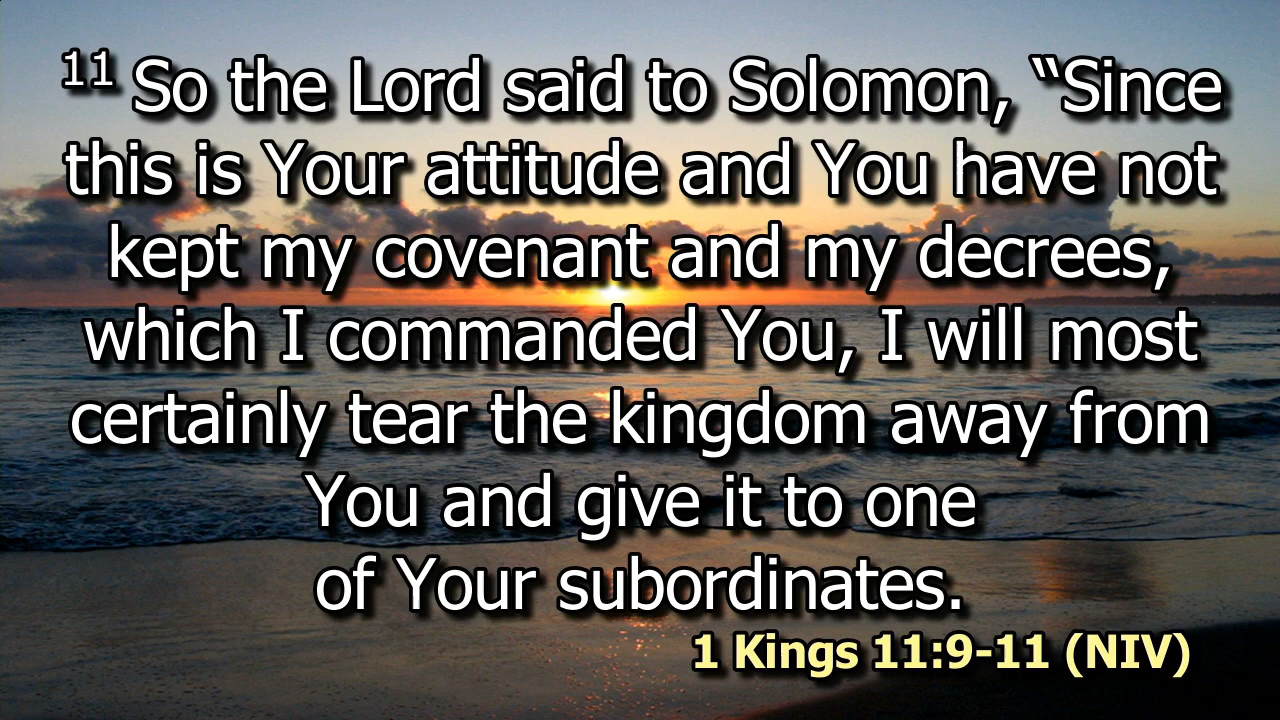 11 So the Lord said to Solomon, “Since
this is Your attitude and You have not
kept my covenant and my decrees,
which I commanded You, I will most
certainly tear the kingdom away from
You and give it to one
of Your subordinates.
1 Kings 11:9-11 (NIV)